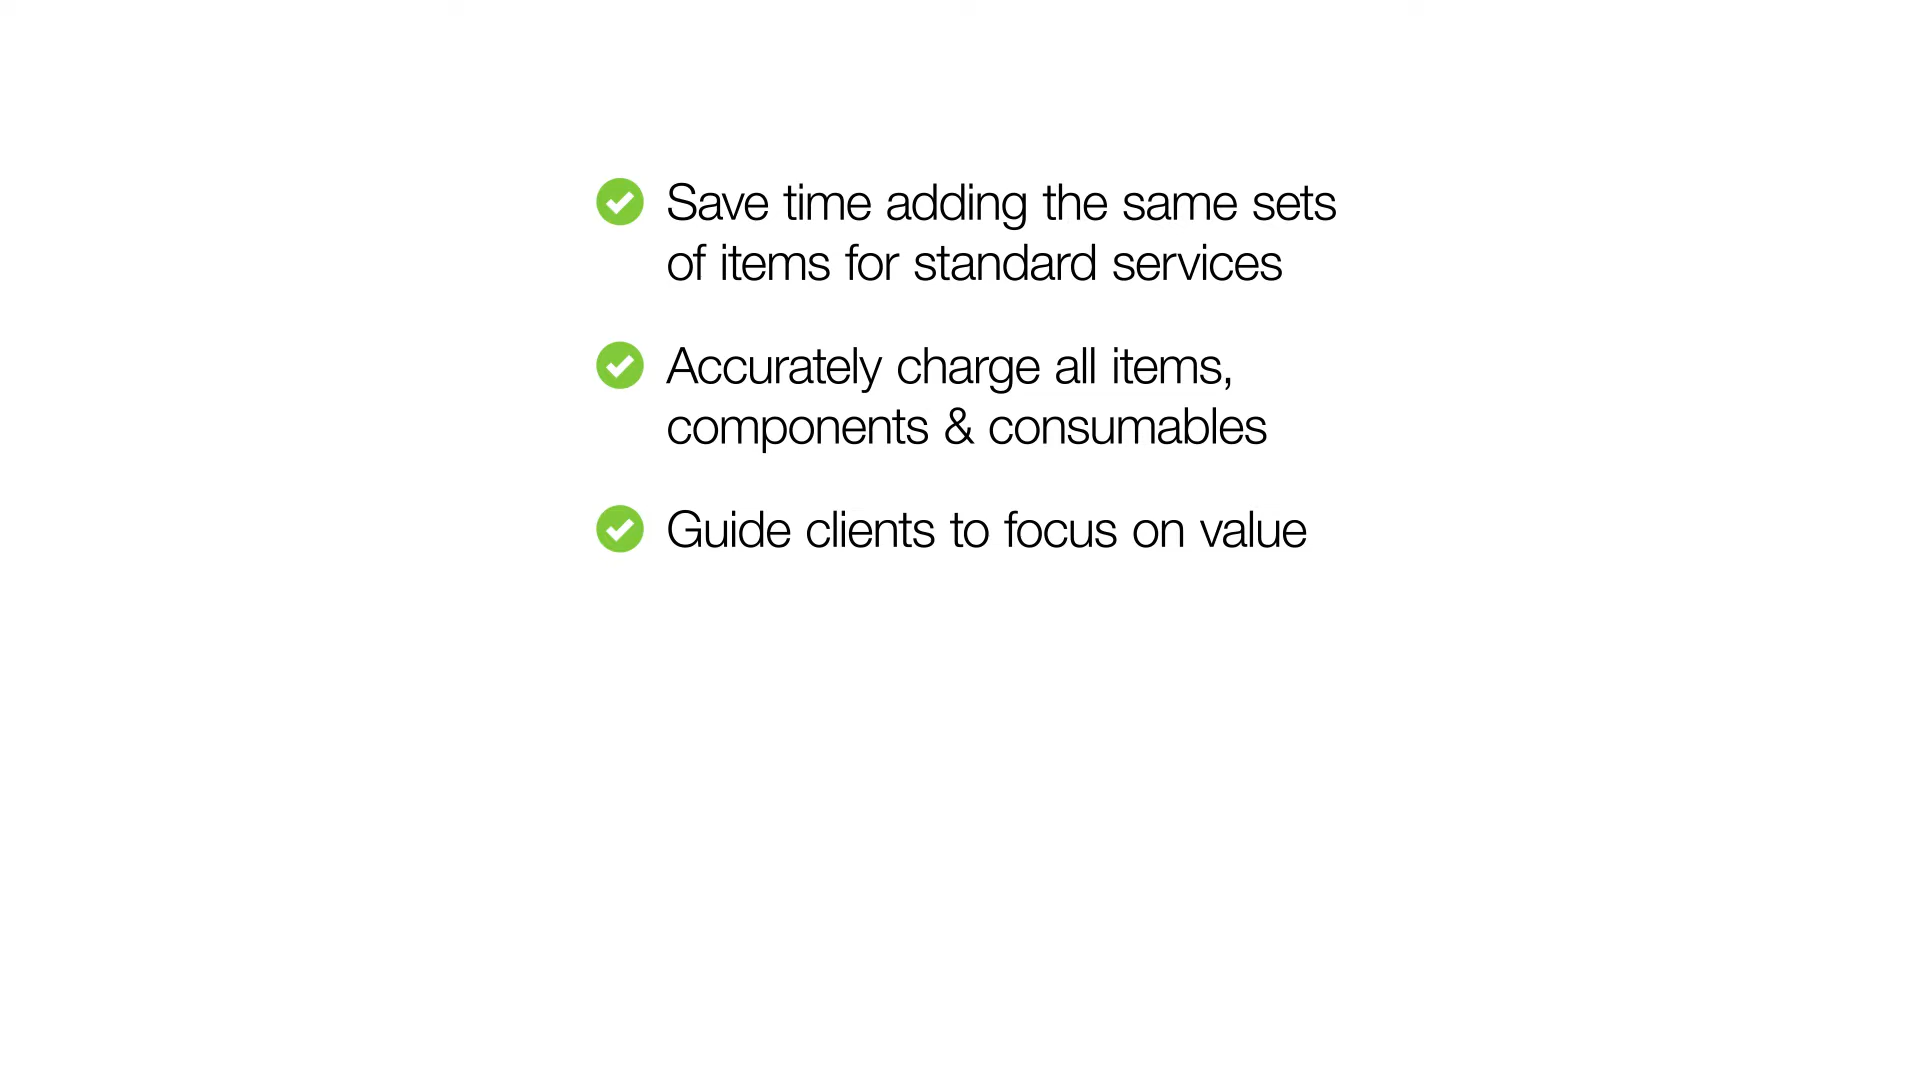 Save time adding the same sets
of items for standard services
Accurately charge all items,
components & consumables
Guide clients to focus on value